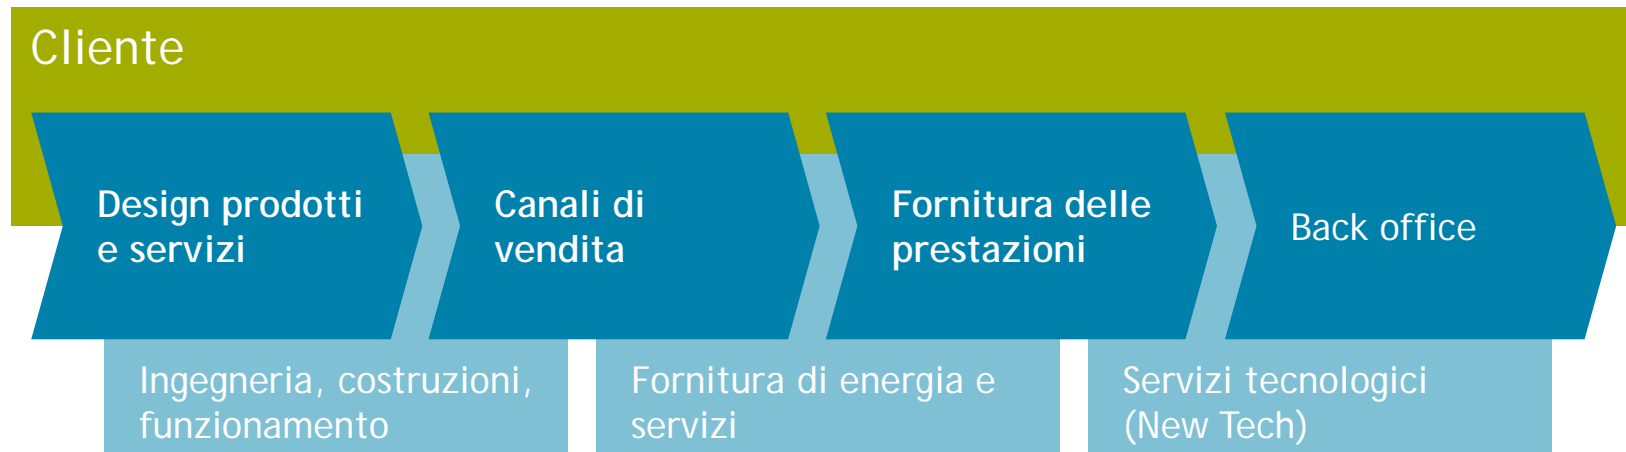 Cliente
Design prodotti
e servizi
Canali di
vendita
Fornitura delle
prestazioni
Back office
Ingegneria, costruzioni,
funzionamento
Fornitura di energia e
servizi
Servizi tecnologici
(New Tech)